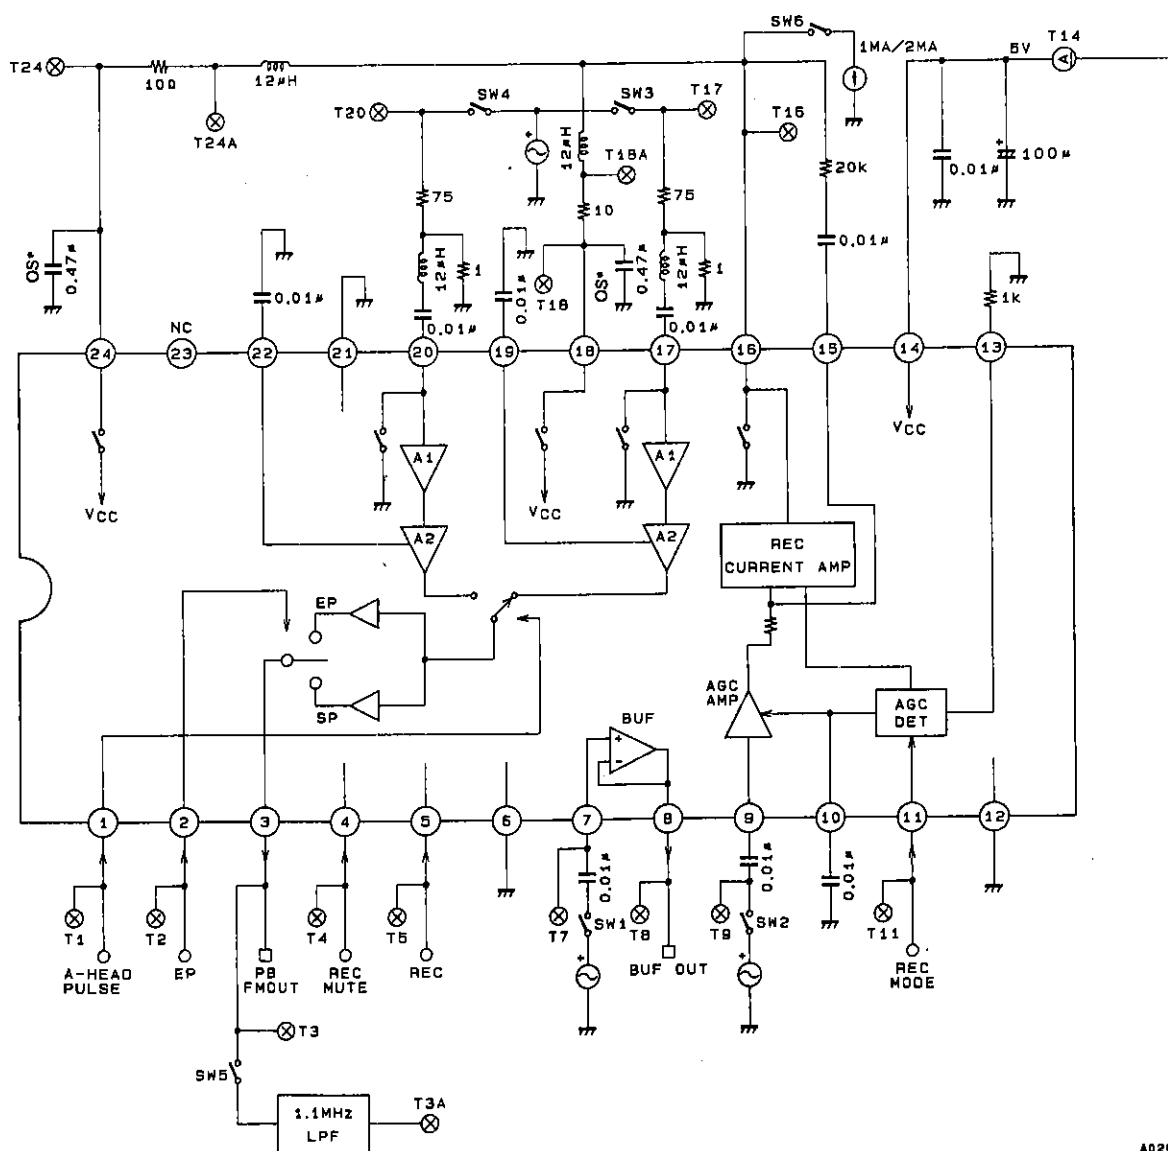 SW6
1MA/2MA
5V
T14
T24
10Ω
12μH
T24A
T20
SW4
SW3
T17
12μH
T18A
T16
20k
0.01μ
100μ
75
10
75
OS*
0.47μ
0.01μ
12μH
1
0.01μ
0.01μ
T18
OS*
0.47μ
12μH
1
0.01μ
0.01μ
1k
NC
24
23
22
21
20
19
18
17
16
15
14
13
VCC
A1
A2
VCC
A1
A2
VCC
REC
CURRENT AMP
EP
SP
BUF
AGC
AMP
AGC
DET
1
2
3
4
5
6
7
8
9
10
11
12
T1
T2
T4
T5
T7
0.01μ
SW1
T8
T9
0.01μ
SW2
0.01μ
T11
A-HEAD
PULSE
EP
PB
FMOUT
REC
MUTE
REC
BUF OUT
REC
MODE
T3
SW5
1.1MHz
LPF
T3A